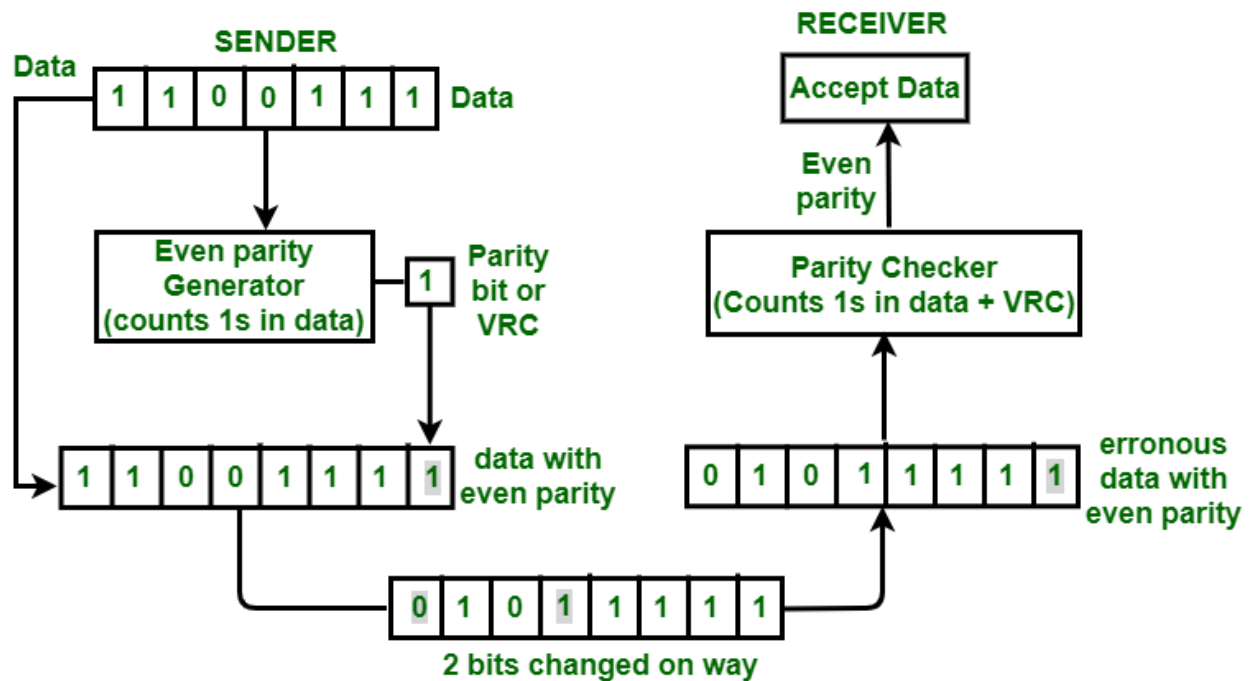 SENDER
Data
1 1 0 0 1 1 1
Data
Even parity
Generator
(counts 1s in data)
1
Parity
bit or
VRC
1 1 0 0 1 1 1 1
data with
even parity
0 1 0 1 1 1 1 1
2 bits changed on way
RECEIVER
Accept Data
Even
parity
Parity Checker
(Counts 1s in data + VRC)
0 1 0 1 1 1 1 1
erronous
data with
even parity